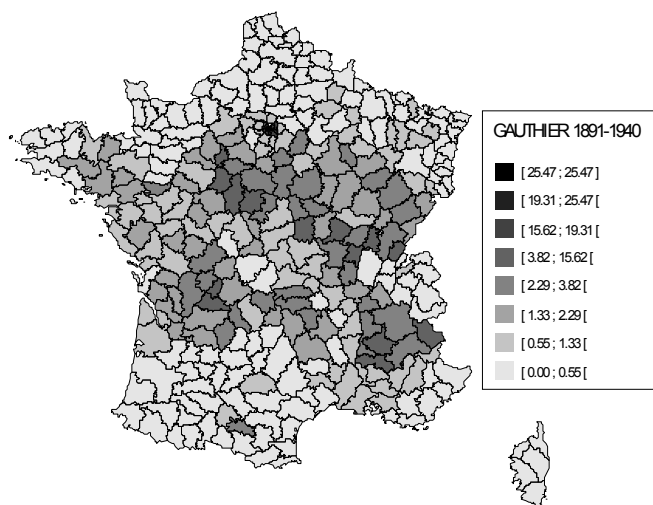 GAUTHIER 1891-1940
[ 25.47 ; 25.47 ]
[ 19.31 ; 25.47 [
[ 15.62 ; 19.31 [
[ 3.82 ; 15.62 [
[ 2.29 ; 3.82 [
[ 1.33 ; 2.29 [
[ 0.55 ; 1.33 [
[ 0.00 ; 0.55 [